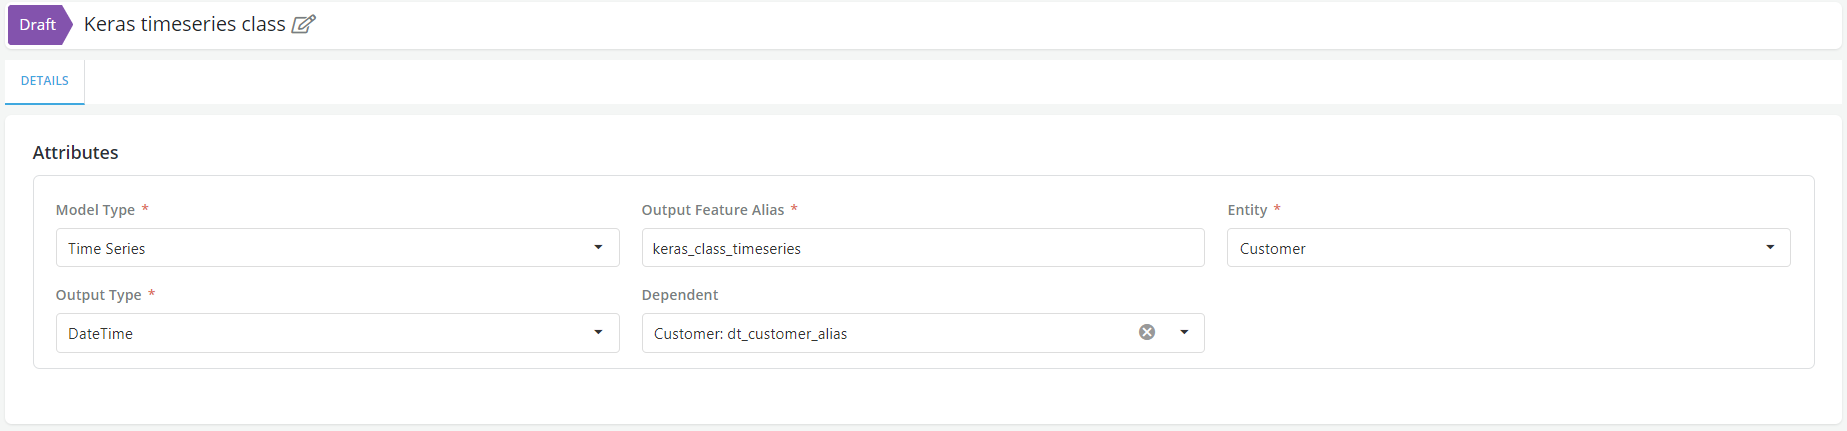 Draft Keras timeseries class
DETAILS
Attributes
Model Type * Output Feature Alias * Entity *
Time Series keras_class_timeseries Customer
Output Type * Dependent
DateTime Customer: dt_customer_alias